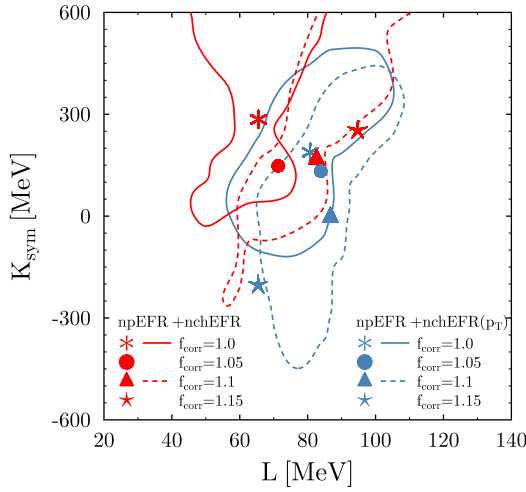 600
300
0
-300
-600
K_sym [MeV]
npEFR +nchEFR
f_corr=1.0
f_corr=1.05
f_corr=1.1
f_corr=1.15
npEFR +nchEFR(p_T)
f_corr=1.0
f_corr=1.05
f_corr=1.1
f_corr=1.15
20 40 60 80 100 120 140
L [MeV]